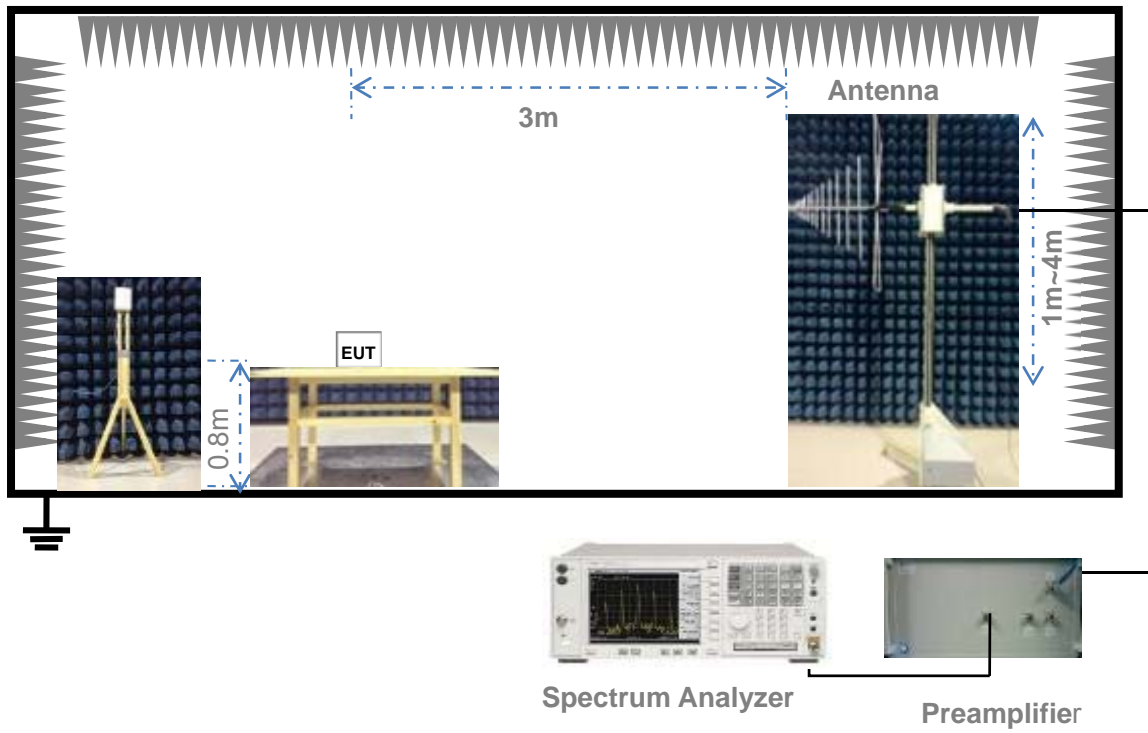 Antenna
3m
1m~4m
EUT
0.8m
Spectrum Analyzer
Preamplifier